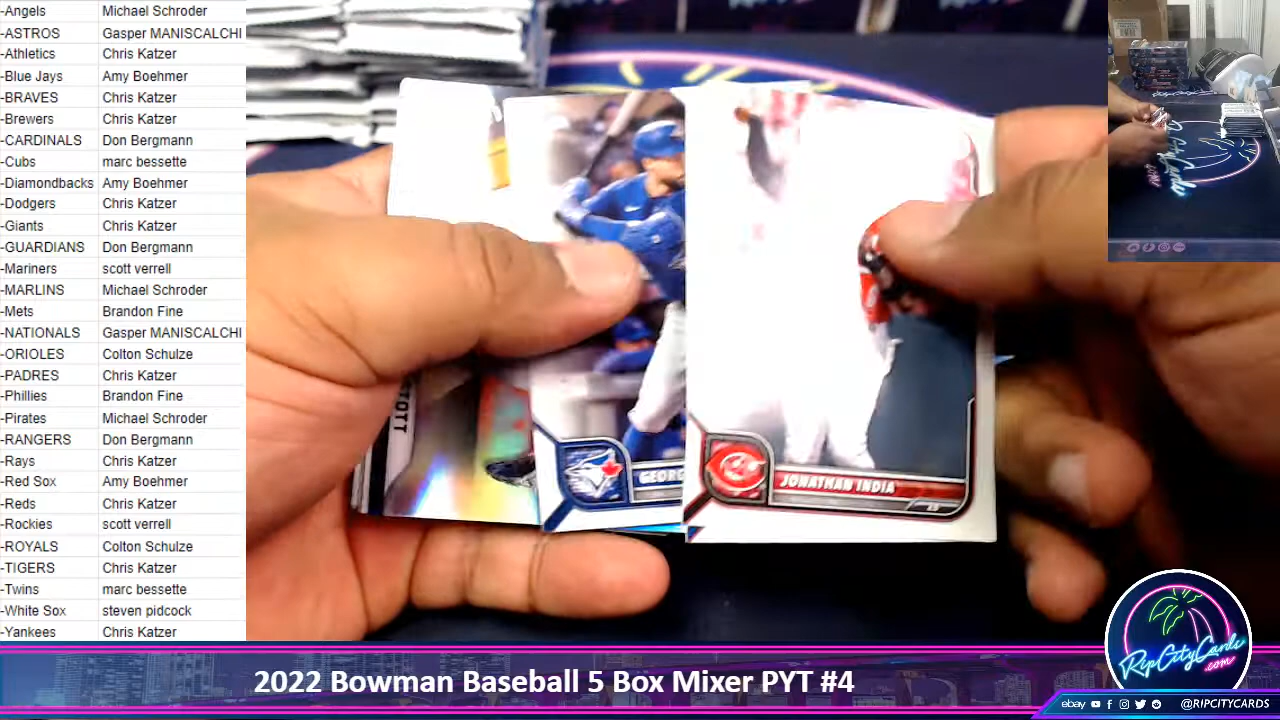 -Angels Michael Schroder
-ASTROS Gasper MANISCALCHI
-Athletics Chris Katzer
-Blue Jays Amy Boehmer
-BRAVES Chris Katzer
-Brewers Chris Katzer
-CARDINALS Don Bergmann
-Cubs marc bessette
-Diamondbacks Amy Boehmer
-Dodgers Chris Katzer
-Giants Chris Katzer
-GUARDIANS Don Bergmann
-Mariners scott verrell
-MARLINS Michael Schroder
-Mets Brandon Fine
-NATIONALS Gasper MANISCALCHI
-ORIOLES Colton Schulze
-PADRES Chris Katzer
-Phillies Brandon Fine
-Pirates Michael Schroder
-RANGERS Don Bergmann
-Rays Chris Katzer
-Red Sox Amy Boehmer
-Reds Chris Katzer
-Rockies scott verrell
-ROYALS Colton Schulze
-TIGERS Chris Katzer
-Twins marc bessette
-White Sox steven pidcock
-Yankees Chris Katzer
GEORG
JONATHAN INDIA
RipCityCards
.com
2022 Bowman Baseball 5 Box Mixer PYT #4
ebay @RIPCITYCARDS